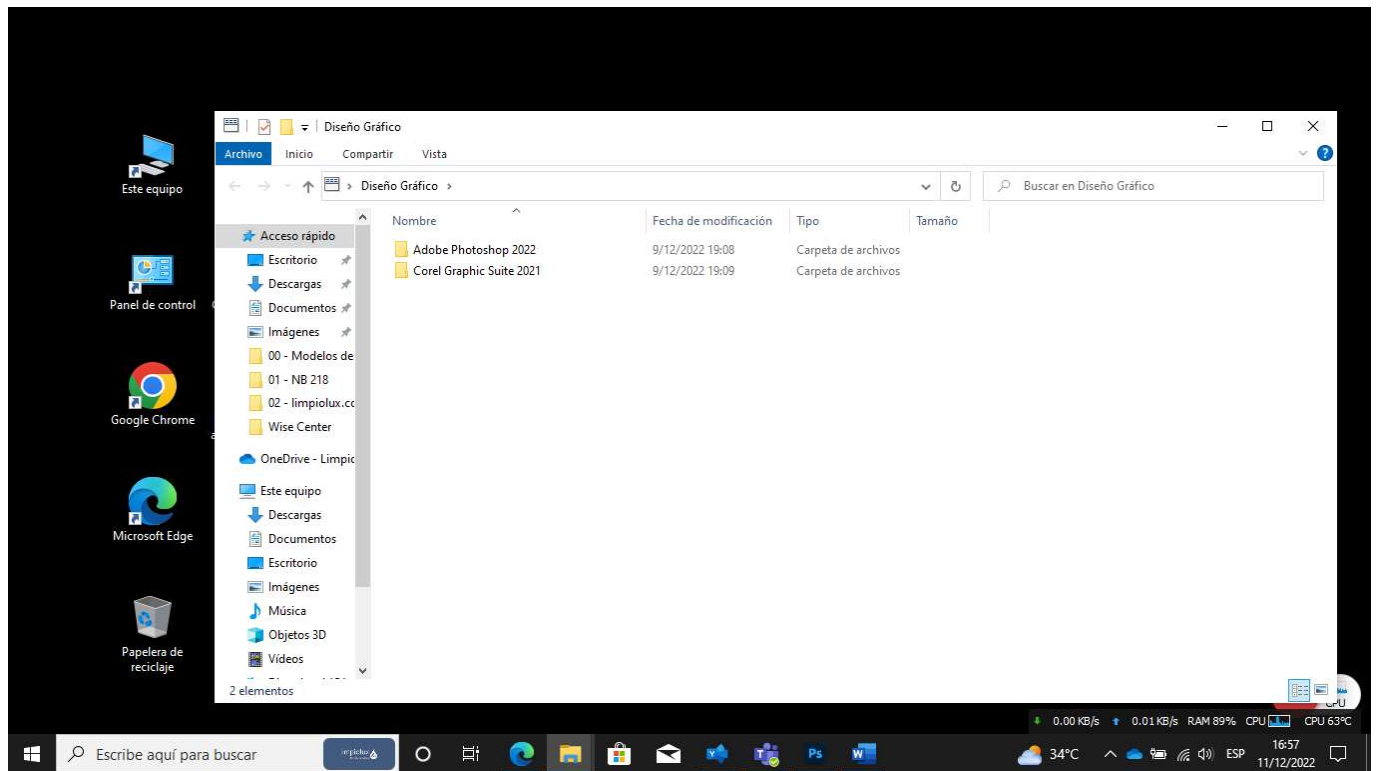 Diseño Gráfico
Archivo Inicio Compartir Vista
Diseño Gráfico
Buscar en Diseño Gráfico
Nombre Fecha de modificación Tipo Tamaño
Adobe Photoshop 2022 9/12/2022 19:08 Carpeta de archivos
Corel Graphic Suite 2021 9/12/2022 19:09 Carpeta de archivos
Acceso rápido
Escritorio
Descargas
Documentos
Imágenes
00 - Modelos de
01 - NB 218
02 - limpiolux.cc
Wise Center
OneDrive - Limpic
Este equipo
Descargas
Documentos
Escritorio
Imágenes
Música
Objetos 3D
Vídeos
2 elementos
Este equipo
Panel de control
Google Chrome
Microsoft Edge
Papelera de
reciclaje
CPU
0.00 KB/s 0.01 KB/s RAM 89% CPU CPU 63°C
Escribe aquí para buscar
limpiolux
Ps
W
34°C ESP 16:57
11/12/2022